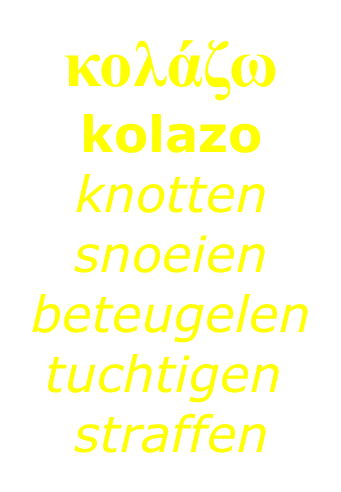 κολάζω
kolazo
knotten
snoeien
beteugelen
tuchtigen
straffen